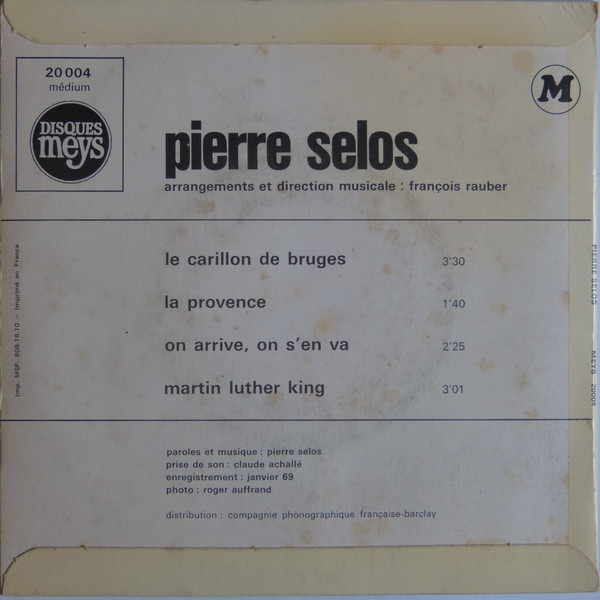 20 004
médium
DISQUES
meys
M
pierre selos
arrangements et direction musicale : françois rauber
le carillon de bruges 3'30
la provence 1'40
on arrive, on s'en va 2'25
martin luther king 3'01
paroles et musique : pierre selos
prise de son : claude achallé
enregistrement : janvier 69
photo : roger auffrand
distribution : compagnie phonographique française-barclay
Imprimé en France
PIERRE SELOS MEYS 20004